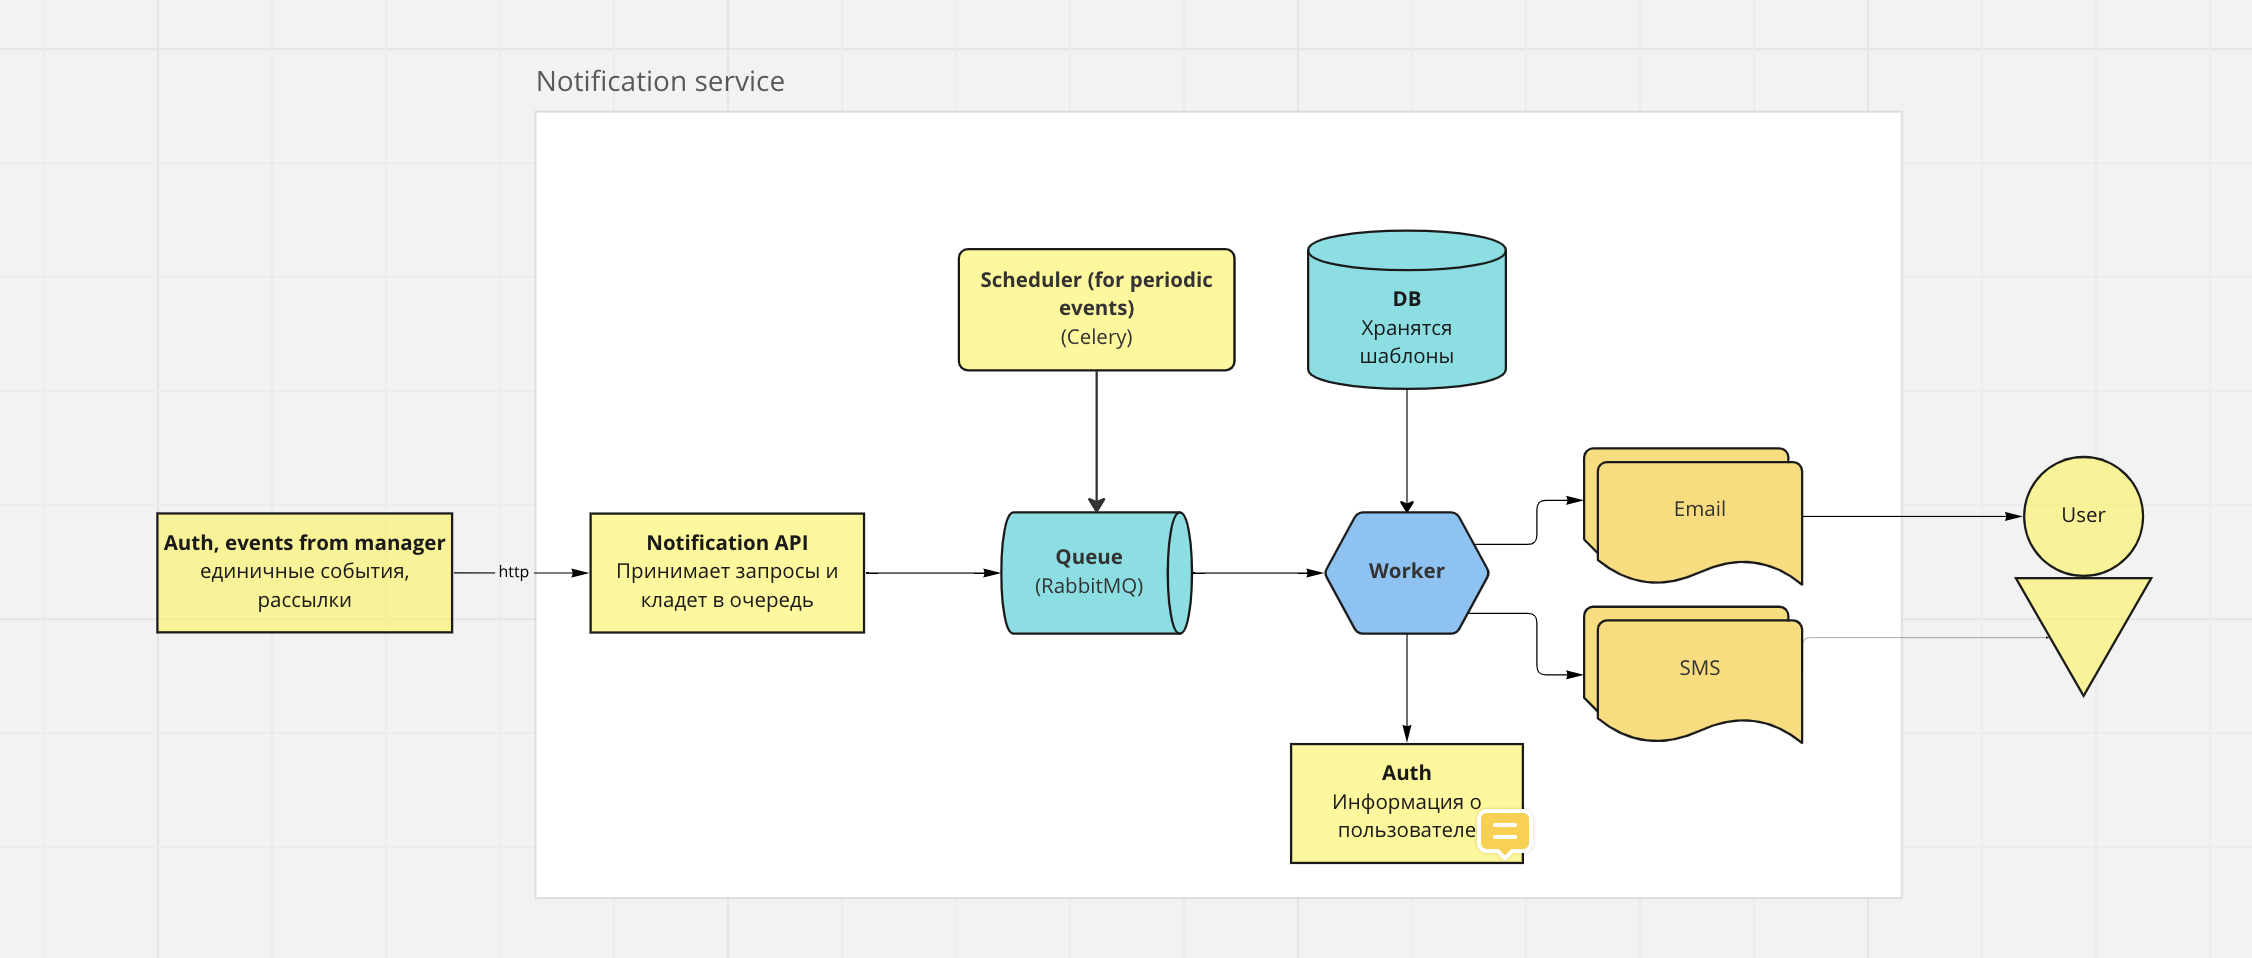 Notification service
Scheduler (for periodic
events)
(Celery)
DB
Хранятся
шаблоны
Auth, events from manager
единичные события,
рассылки
http
Notification API
Принимает запросы и
кладет в очередь
Queue
(RabbitMQ)
Worker
Email
SMS
User
Auth
Информация о
пользователе